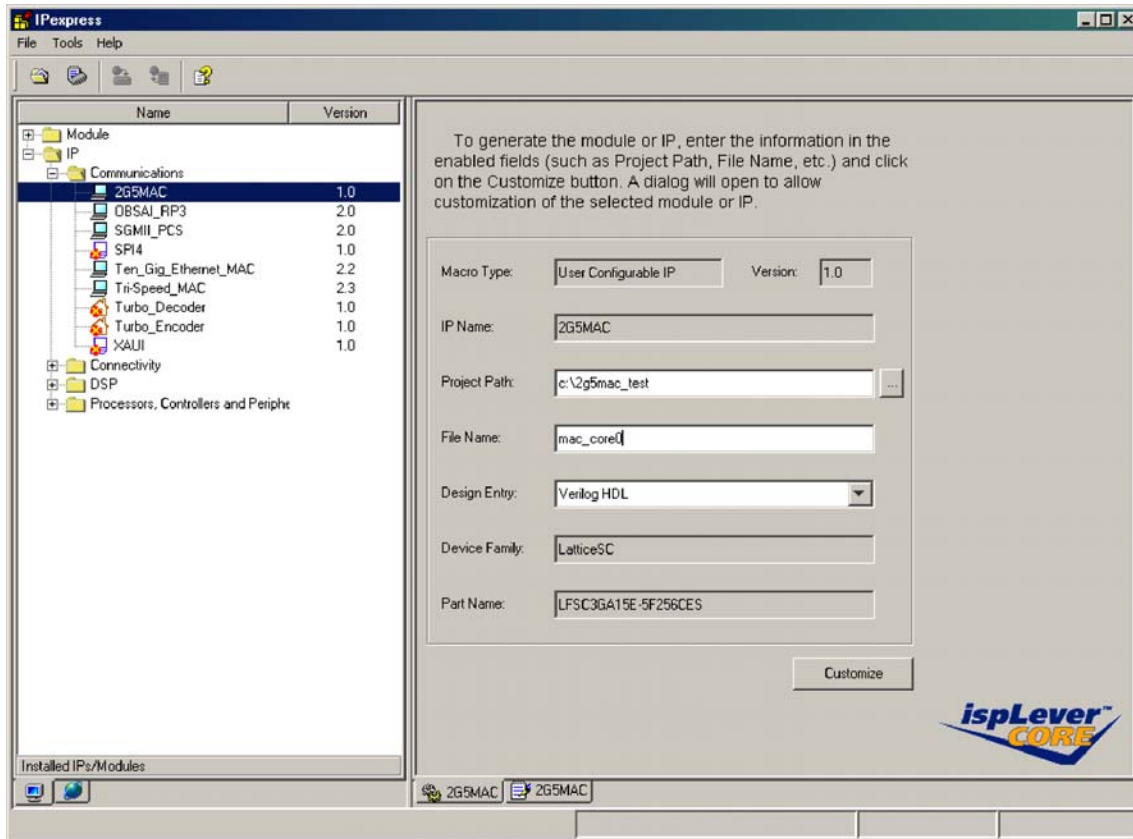 IPexpress
File Tools Help
Name Version
Module
IP
Communications
2G5MAC 1.0
OBSAI_RP3 2.0
SGMII_PCS 2.0
SPI4 1.0
Ten_Gig_Ethernet_MAC 2.2
Tri-Speed_MAC 2.3
Turbo_Decoder 1.0
Turbo_Encoder 1.0
XAUI 1.0
Connectivity
DSP
Processors, Controllers and Periphe
Installed IPs/Modules
To generate the module or IP, enter the information in the
enabled fields (such as Project Path, File Name, etc.) and click
on the Customize button. A dialog will open to allow
customization of the selected module or IP.
Macro Type: User Configurable IP Version: 1.0
IP Name: 2G5MAC
Project Path: c:\2g5mac_test ...
File Name: mac_core0
Design Entry: Verilog HDL
Device Family: LatticeSC
Part Name: LFSC3GA15E-5F256CES
Customize
ispLever™
CORE
2G5MAC 2G5MAC